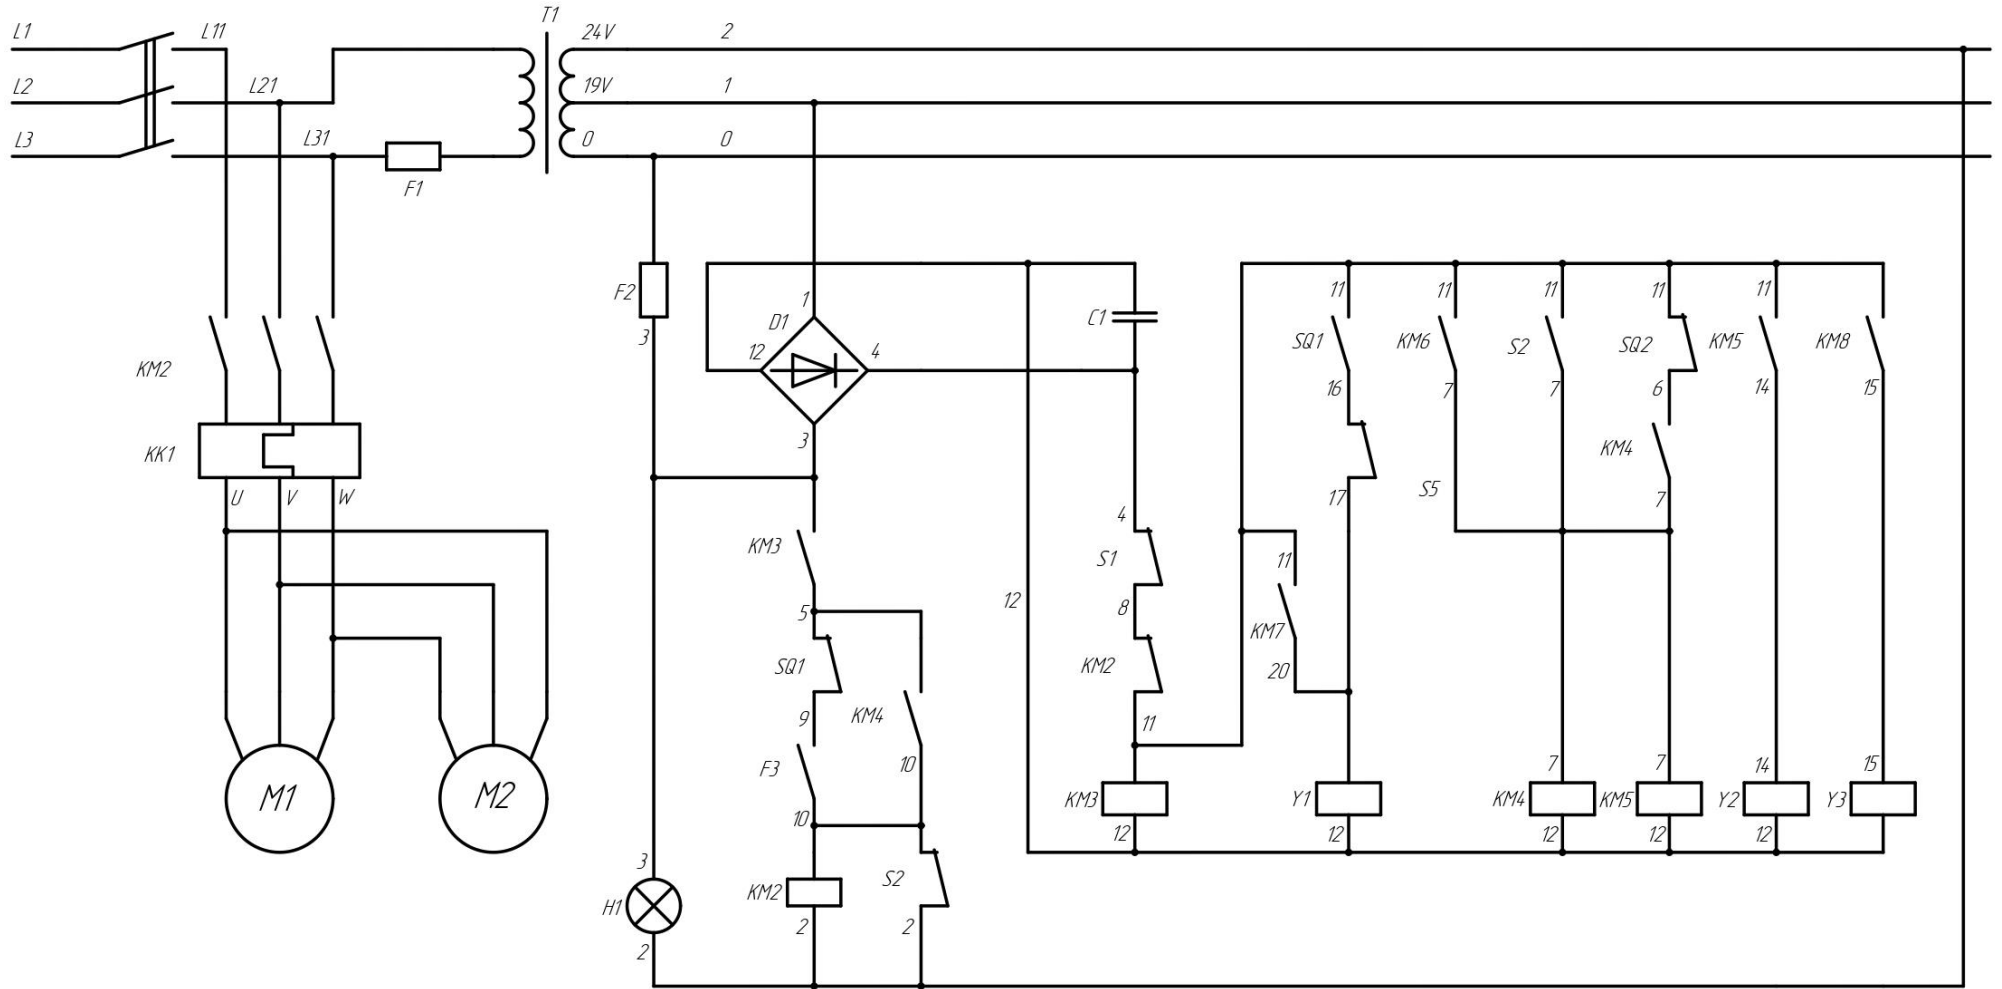 T1
L1 L11 24V 2
L2 L21 19V 1
L3 L31 0 0
F1
F2
3
1
D1
12
4
3
C1
11
11
11
11
11
SQ1
KM6
S2
SQ2
KM5
KM8
16
7
7
6
14
15
KM2
KK1
U V W
KM4
17
S5
7
KM3
5
12
4
S1
8
11
KM7
20
SQ1
KM2
9
KM4
11
F3
10
10
M1
M2
7
7
14
15
KM3
Y1
KM4
KM5
Y2
Y3
12
12
12
12
12
3
H1
2
KM2
2
S2
2